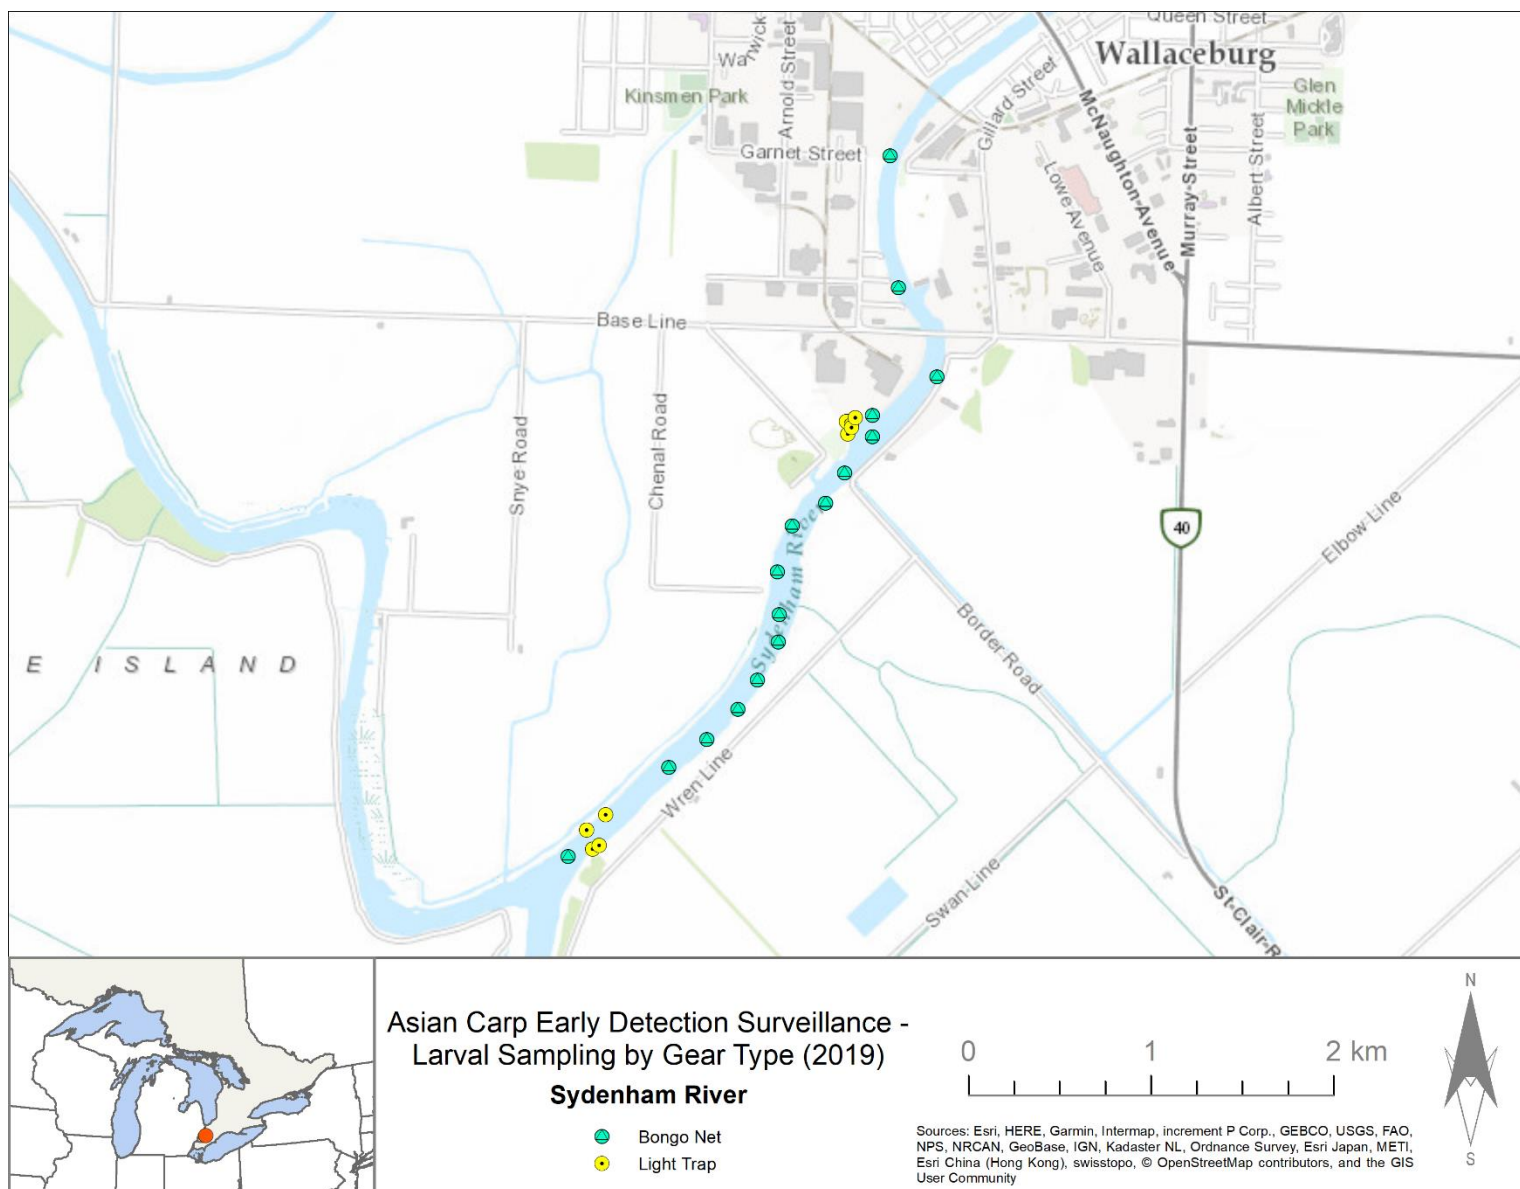 Queen Street
Warwick
Wa
Wallaceburg
Arnold Street
Gillard Street
Kinsmen Park
Glen
Mickle
Park
McNaughton-Avenue
Garnet Street
Lowe Avenue
Murray-Street
Albert Street
Base Line
Snye Road
Chenal Road
Sydenham River
40
Elbow-Line
Border-Road
E ISLAND
Wren-Line
Swan-Line
St-Clair-R
Asian Carp Early Detection Surveillance -
Larval Sampling by Gear Type (2019)
Sydenham River
Bongo Net
Light Trap
0 1 2 km
N
S
Sources: Esri, HERE, Garmin, Intermap, increment P Corp., GEBCO, USGS, FAO,
NPS, NRCAN, GeoBase, IGN, Kadaster NL, Ordnance Survey, Esri Japan, METI,
Esri China (Hong Kong), swisstopo, © OpenStreetMap contributors, and the GIS
User Community